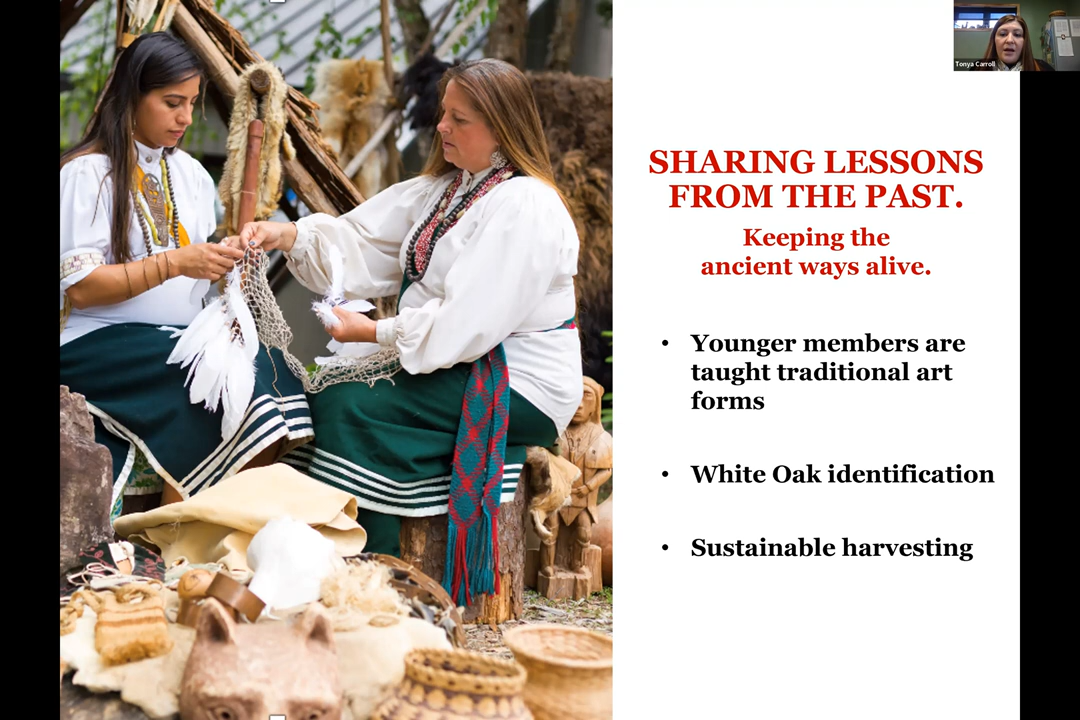 Tonya Carroll
SHARING LESSONS
FROM THE PAST.
Keeping the
ancient ways alive.
• Younger members are
taught traditional art
forms
• White Oak identification
• Sustainable harvesting